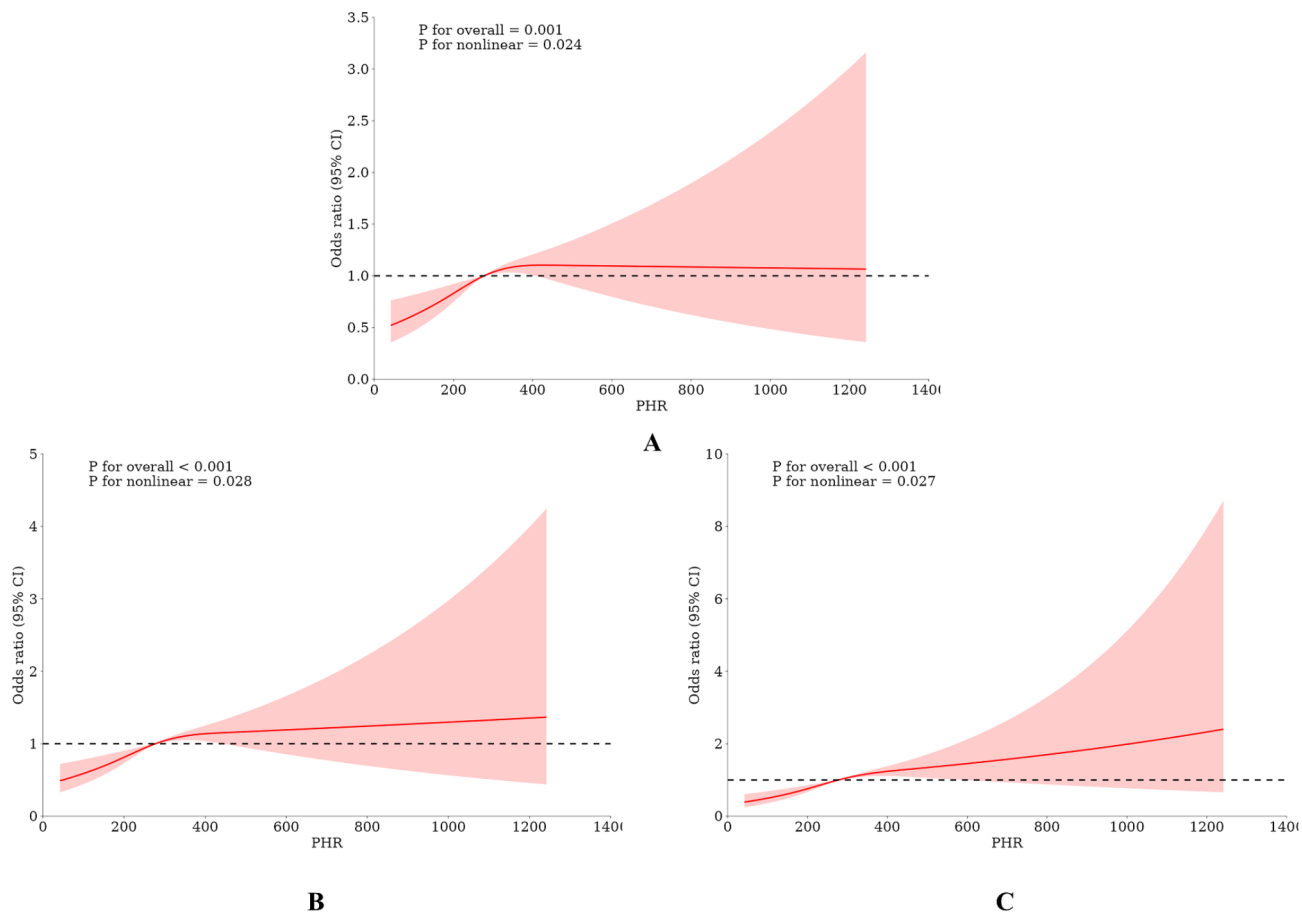 P for overall = 0.001
P for nonlinear = 0.024
Odds ratio (95% CI)
3.5
3.0
2.5
2.0
1.5
1.0
0.5
0.0
0 200 400 600 800 1000 1200 140
PHR
A
P for overall < 0.001
P for nonlinear = 0.028
Odds ratio (95% CI)
5
4
3
2
1
0
0 200 400 600 800 1000 1200 140
PHR
B
P for overall < 0.001
P for nonlinear = 0.027
Odds ratio (95% CI)
10
8
6
4
2
0
0 200 400 600 800 1000 1200 140
PHR
C